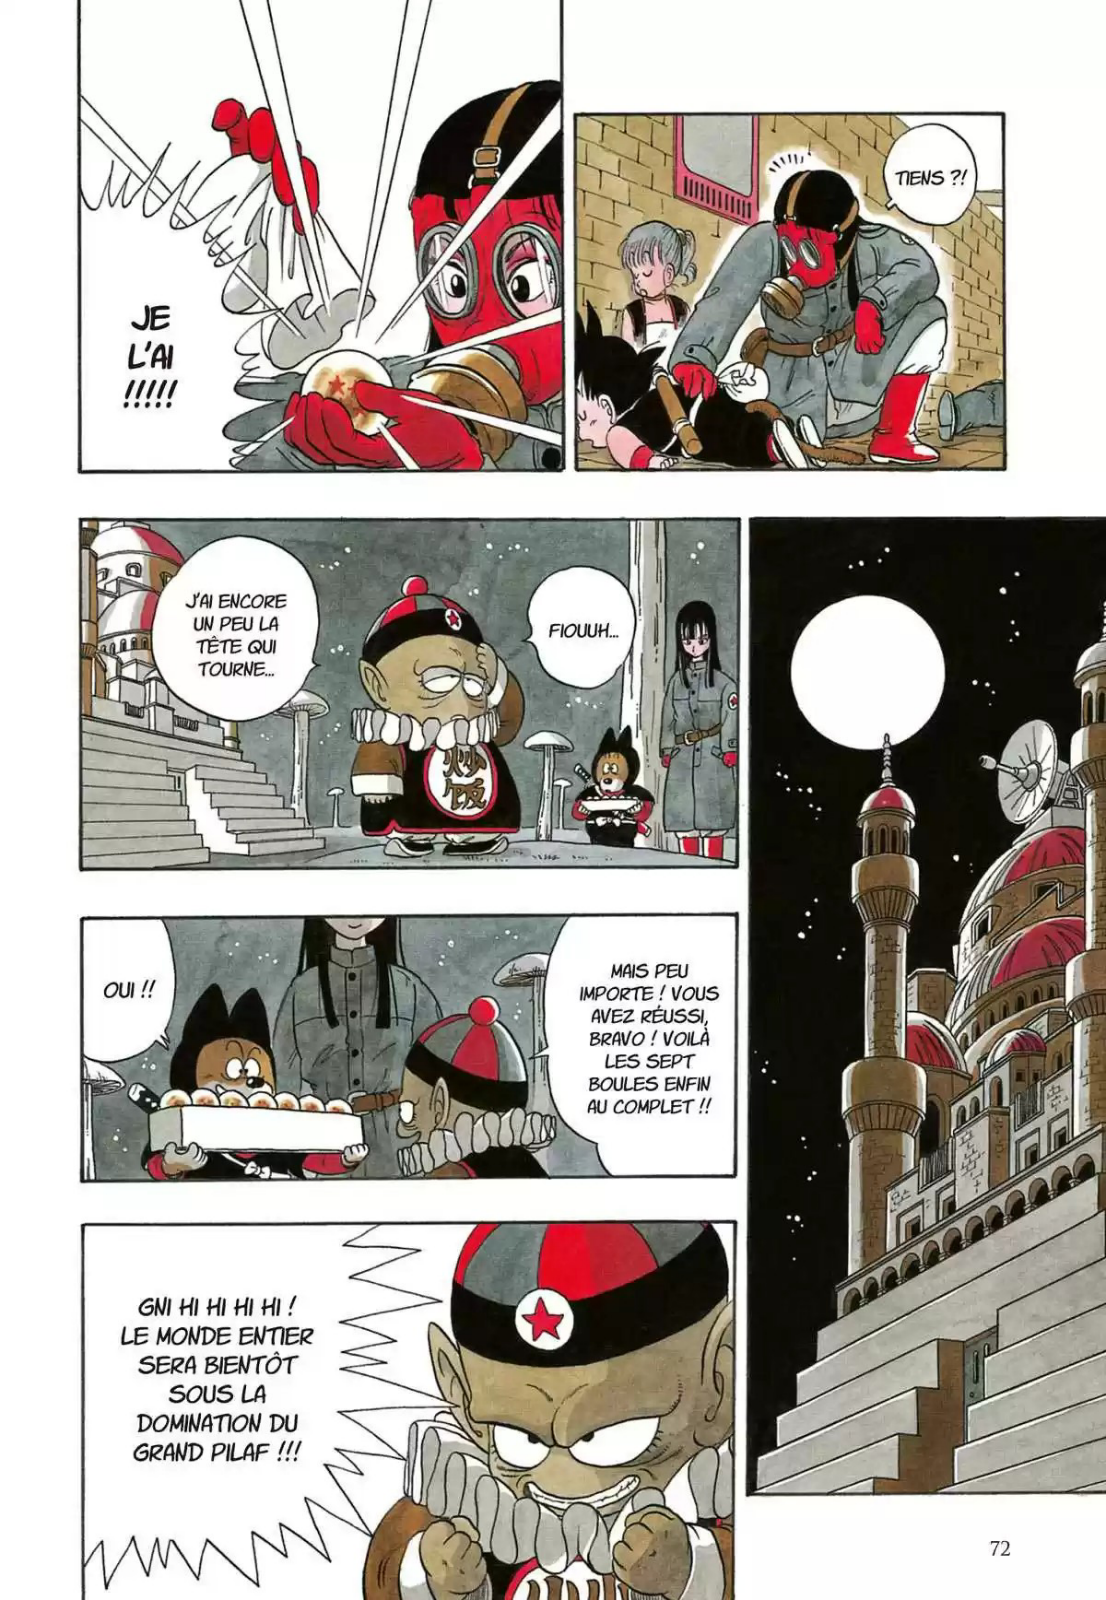 TIENS ?!
JE
L'AI
!!!!!
FIOUUH...
J'AI ENCORE
UN PEU LA
TÊTE QUI
TOURNE...
炒
飯
MAIS PEU
IMPORTE ! VOUS
AVEZ RÉUSSI,
BRAVO ! VOILÀ
LES SEPT
BOULES ENFIN
AU COMPLET !!
OUI !!
GNI HI HI HI HI !
LE MONDE ENTIER
SERA BIENTÔT
SOUS LA
DOMINATION DU
GRAND PILAF !!!
72